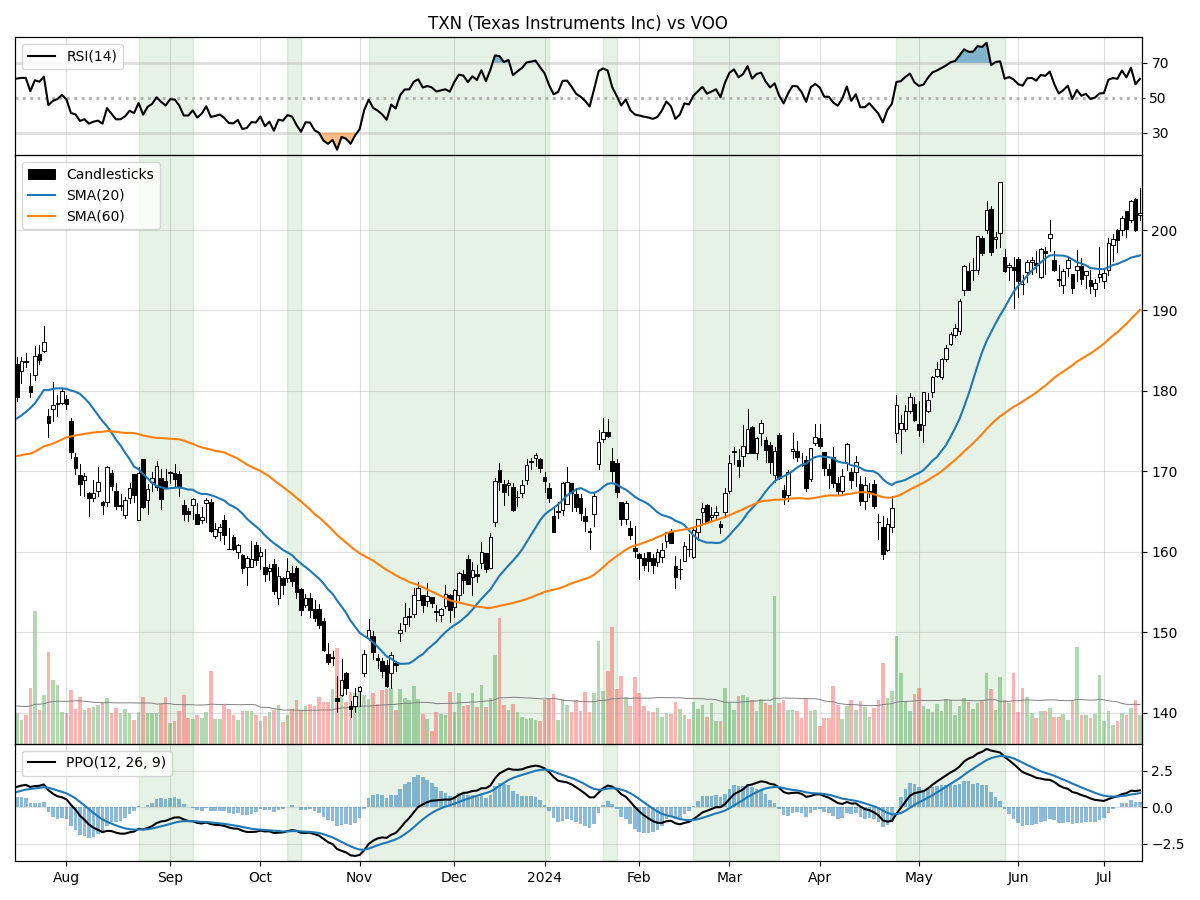 TXN (Texas Instruments Inc) vs VOO
RSI(14)
70
50
30
Candlesticks
SMA(20)
SMA(60)
200
190
180
170
160
150
140
PPO(12, 26, 9)
2.5
0.0
−2.5
Aug Sep Oct Nov Dec 2024 Feb Mar Apr May Jun Jul